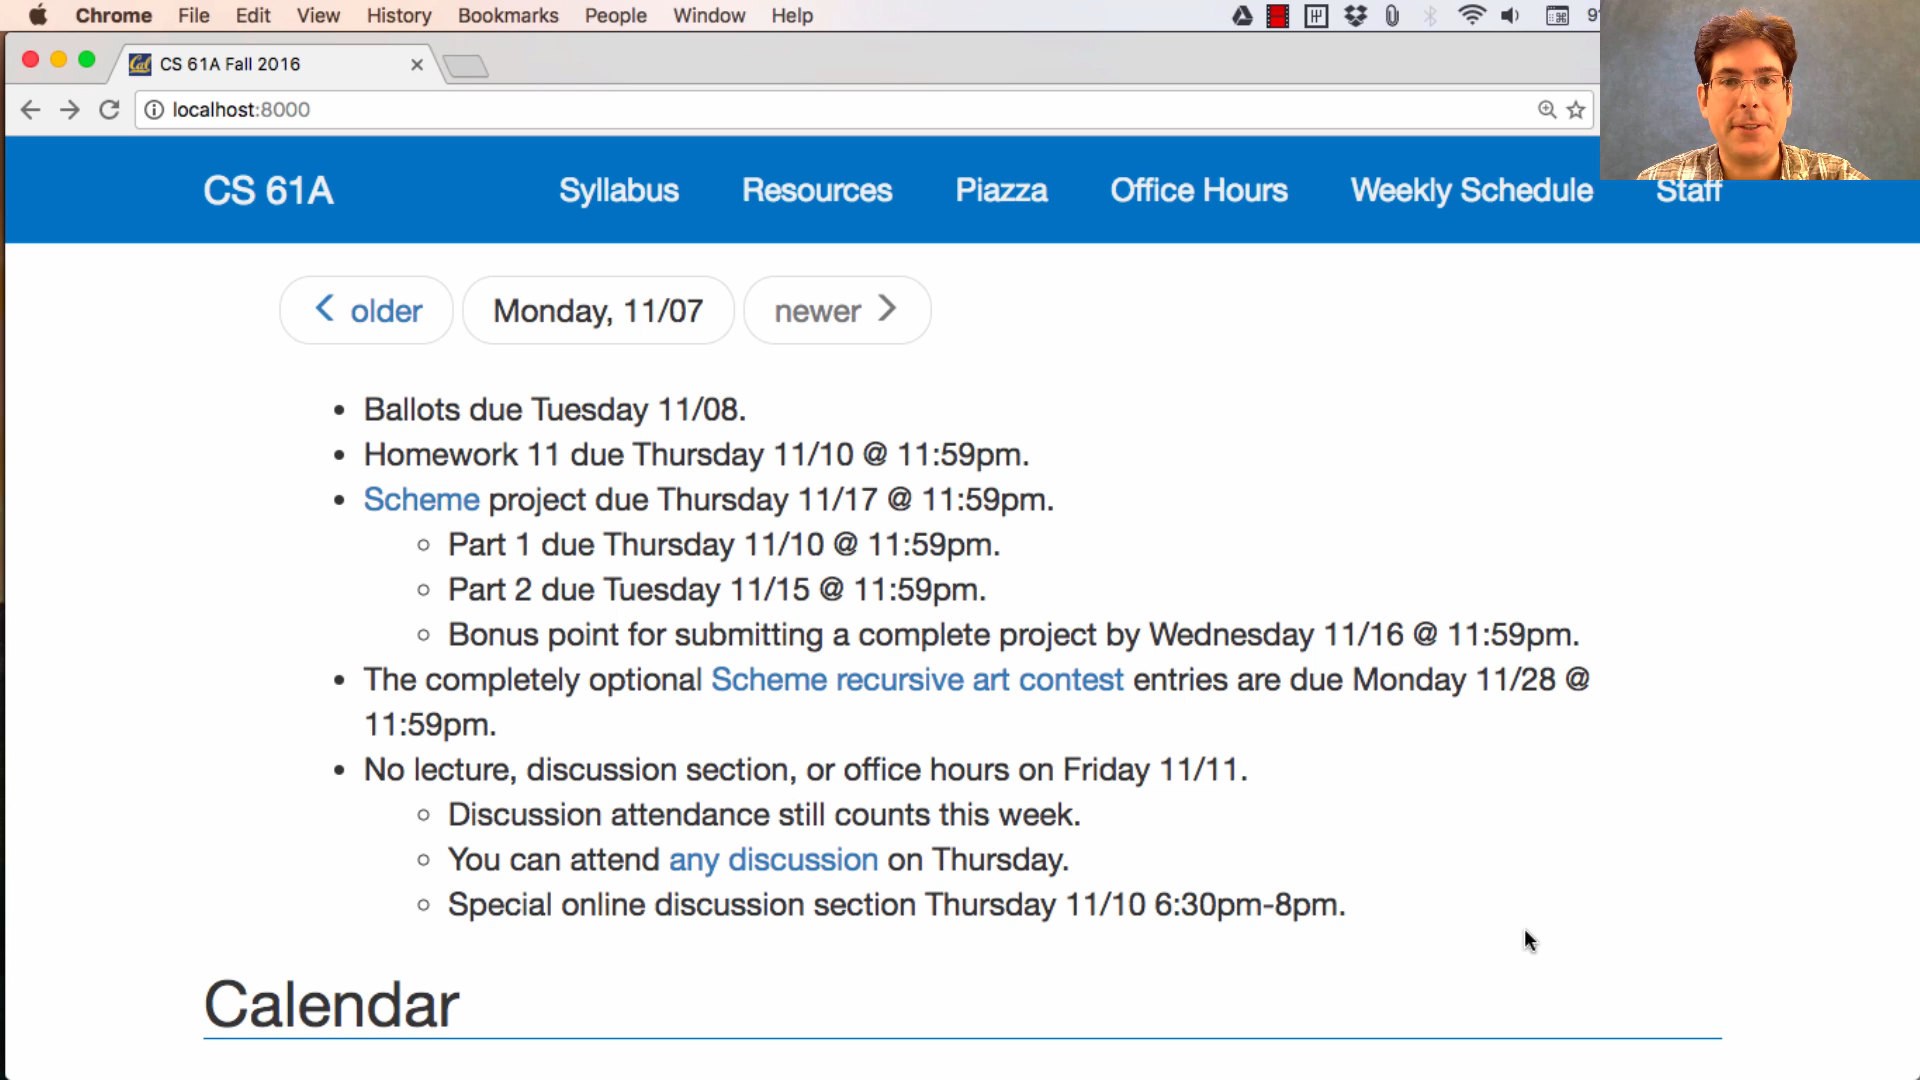 Chrome File Edit View History Bookmarks People Window Help
CS 61A Fall 2016
localhost:8000
CS 61A Syllabus Resources Piazza Office Hours Weekly Schedule Staff
older Monday, 11/07 newer
Ballots due Tuesday 11/08.
Homework 11 due Thursday 11/10 @ 11:59pm.
Scheme project due Thursday 11/17 @ 11:59pm.
Part 1 due Thursday 11/10 @ 11:59pm.
Part 2 due Tuesday 11/15 @ 11:59pm.
Bonus point for submitting a complete project by Wednesday 11/16 @ 11:59pm.
The completely optional Scheme recursive art contest entries are due Monday 11/28 @
11:59pm.
No lecture, discussion section, or office hours on Friday 11/11.
Discussion attendance still counts this week.
You can attend any discussion on Thursday.
Special online discussion section Thursday 11/10 6:30pm-8pm.
Calendar